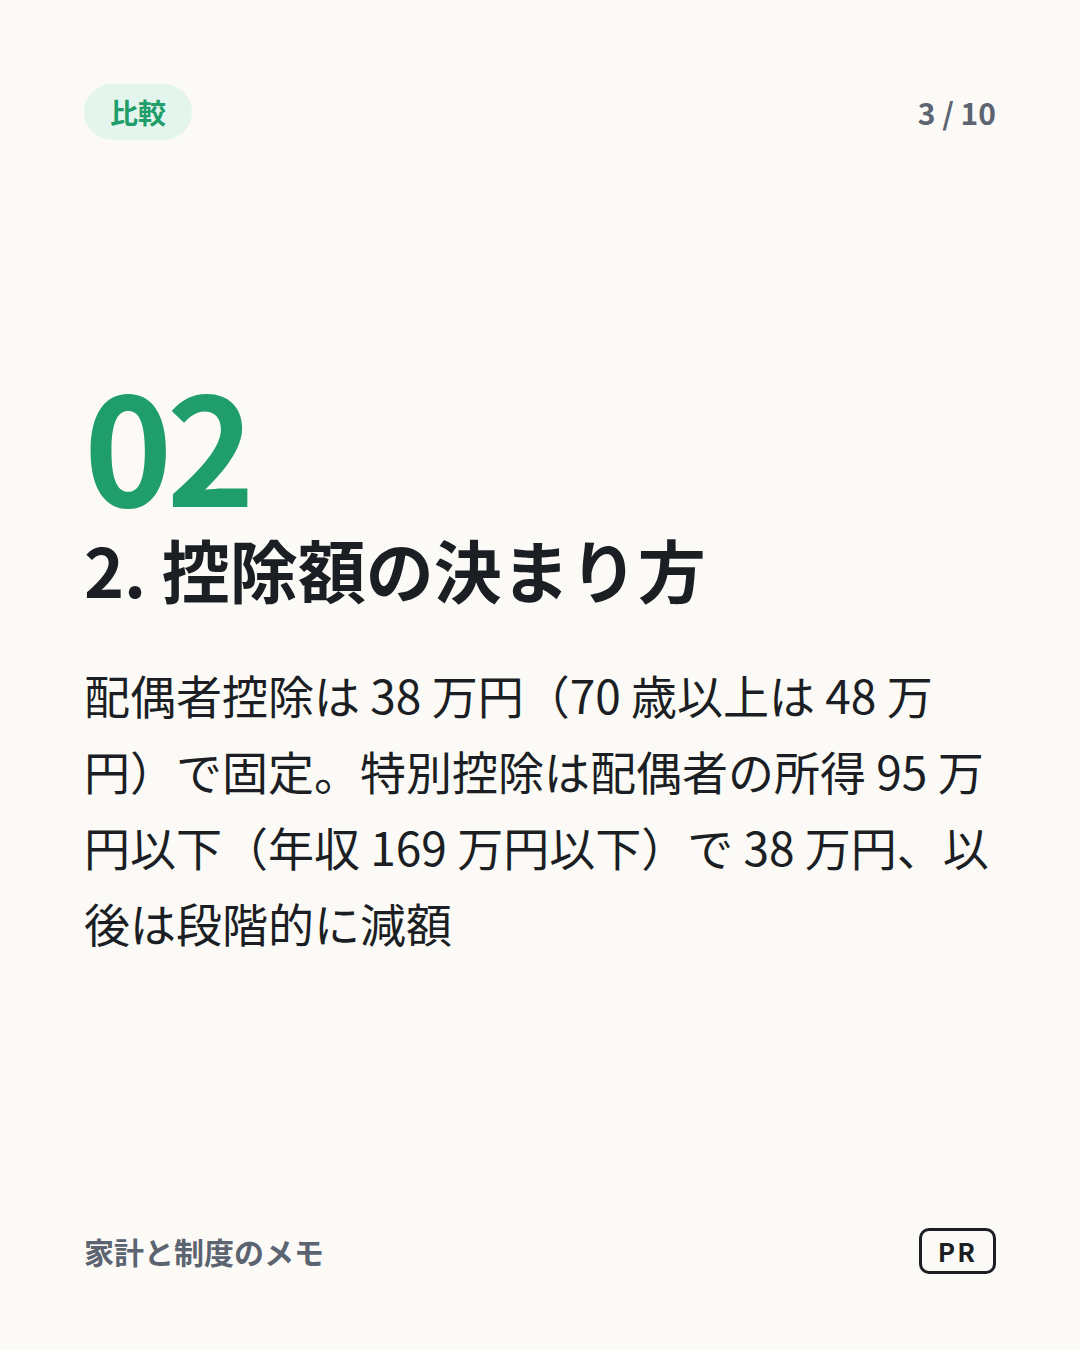 比較
3 / 10
02
2. 控除額の決まり方
配偶者控除は 38 万円（70 歳以上は 48 万
円）で固定。特別控除は配偶者の所得 95 万
円以下（年収 169 万円以下）で 38 万円、以
後は段階的に減額
家計と制度のメモ
PR